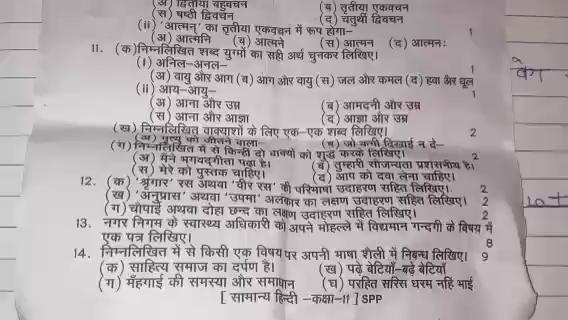 (अ) द्वितीया बहुवचन (ब) तृतीया एकवचन
(स) षष्ठी द्विवचन (द) चतुर्थी द्विवचन
(ii) 'आत्मन्' का तृतीया एकवचन में रूप होगा- 1
(अ) आत्मनि (ब) आत्मने (स) आत्मन (द) आत्मनः
11. (क)निम्नलिखित शब्द युग्मों का सही अर्थ चुनकर लिखिए।
(i) अनिल-अनल- 1
(अ) वायु और आग (ब) आग और वायु (स) जल और कमल (द) हवा और धूल
(ii) आय-आयु- 1
(अ) आना और उम्र (ब) आमदनी और उम्र
(स) आना और आज्ञा (द) आज्ञा और उम्र
(ख) निम्नलिखित वाक्यांशों के लिए एक-एक शब्द लिखिए। 2
(अ) मृत्यु को जीतने वाला- (ब) जो कभी दिखाई न दे-
(ग) निम्नलिखित में से किन्हीं दो वाक्यों को शुद्ध करके लिखिए। 2
(अ) मैंने भगवद्गीता पढ़ा है। (ब) तुम्हारी सौजन्यता प्रशंसनीय है।
(स) मेरे को पुस्तक चाहिए। (द) आप को दवा लेना चाहिए।
12. (क) 'श्रृंगार' रस अथवा 'वीर रस' की परिभाषा उदाहरण सहित लिखिए। 2
(ख) 'अनुप्रास' अथवा 'उपमा' अलंकार का लक्षण उदाहरण सहित लिखिए। 2
(ग) चौपाई अथवा दोहा छन्द का लक्षण उदाहरण सहित लिखिए। 2
13. नगर निगम के स्वास्थ्य अधिकारी को अपने मोहल्ले में विद्यमान गन्दगी के विषय में
एक पत्र लिखिए। 8
14. निम्नलिखित में से किसी एक विषय पर अपनी भाषा शैली में निबन्ध लिखिए। 9
(क) साहित्य समाज का दर्पण है। (ख) पढ़े बेटियाँ-बढ़े बेटियाँ
(ग) मँहगाई की समस्या और समाधान (घ) परहित सरिस धरम नहिं भाई
[ सामान्य हिन्दी -कक्षा-11 ] SPP